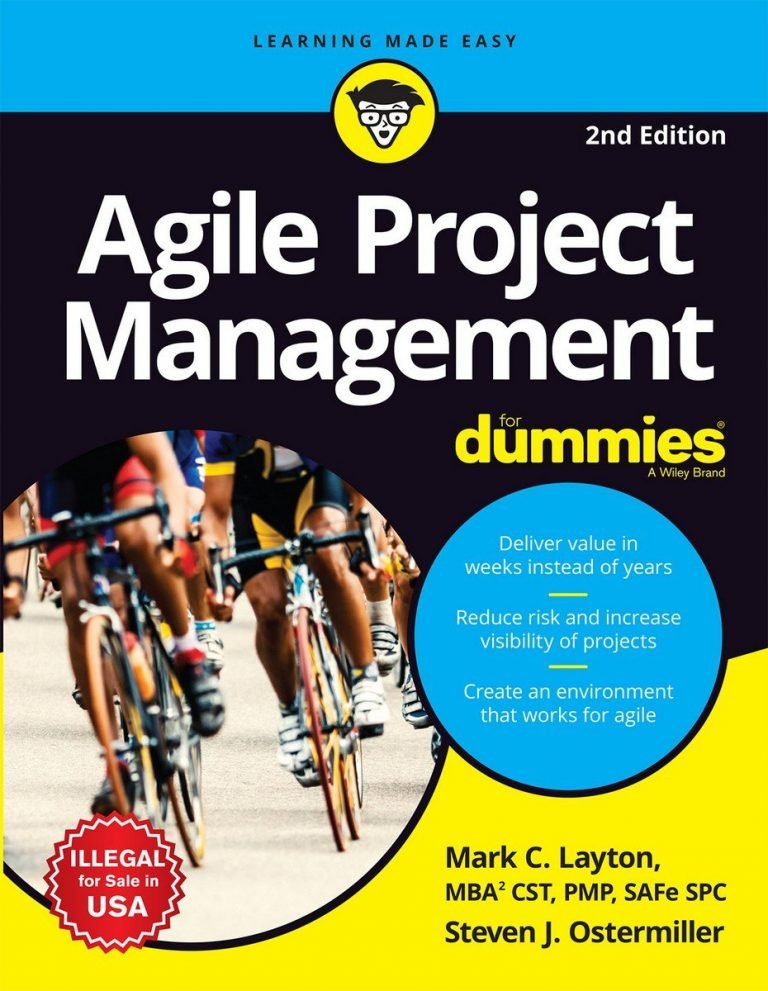 LEARNING MADE EASY
2nd Edition
Agile Project
Management
for
dummies®
A Wiley Brand
Deliver value in
weeks instead of years
Reduce risk and increase
visibility of projects
Create an environment
that works for agile
ILLEGAL
for Sale in
USA
Mark C. Layton,
MBA² CST, PMP, SAFe SPC
Steven J. Ostermiller